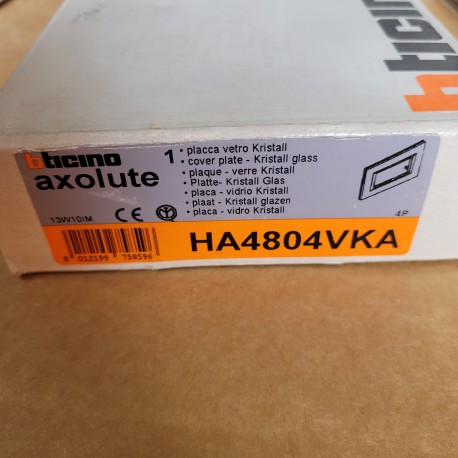 bticino
bticino
axolute
1
• placca vetro Kristall
• cover plate - Kristall glass
• plaque - verre Kristall
• Platte- Kristall Glas
• placa - vidrio Kristall
• plaat - Kristall glazen
• placa - vidro Kristall
4P
13W10IM
CE
HA4804VKA
8 012199 758596